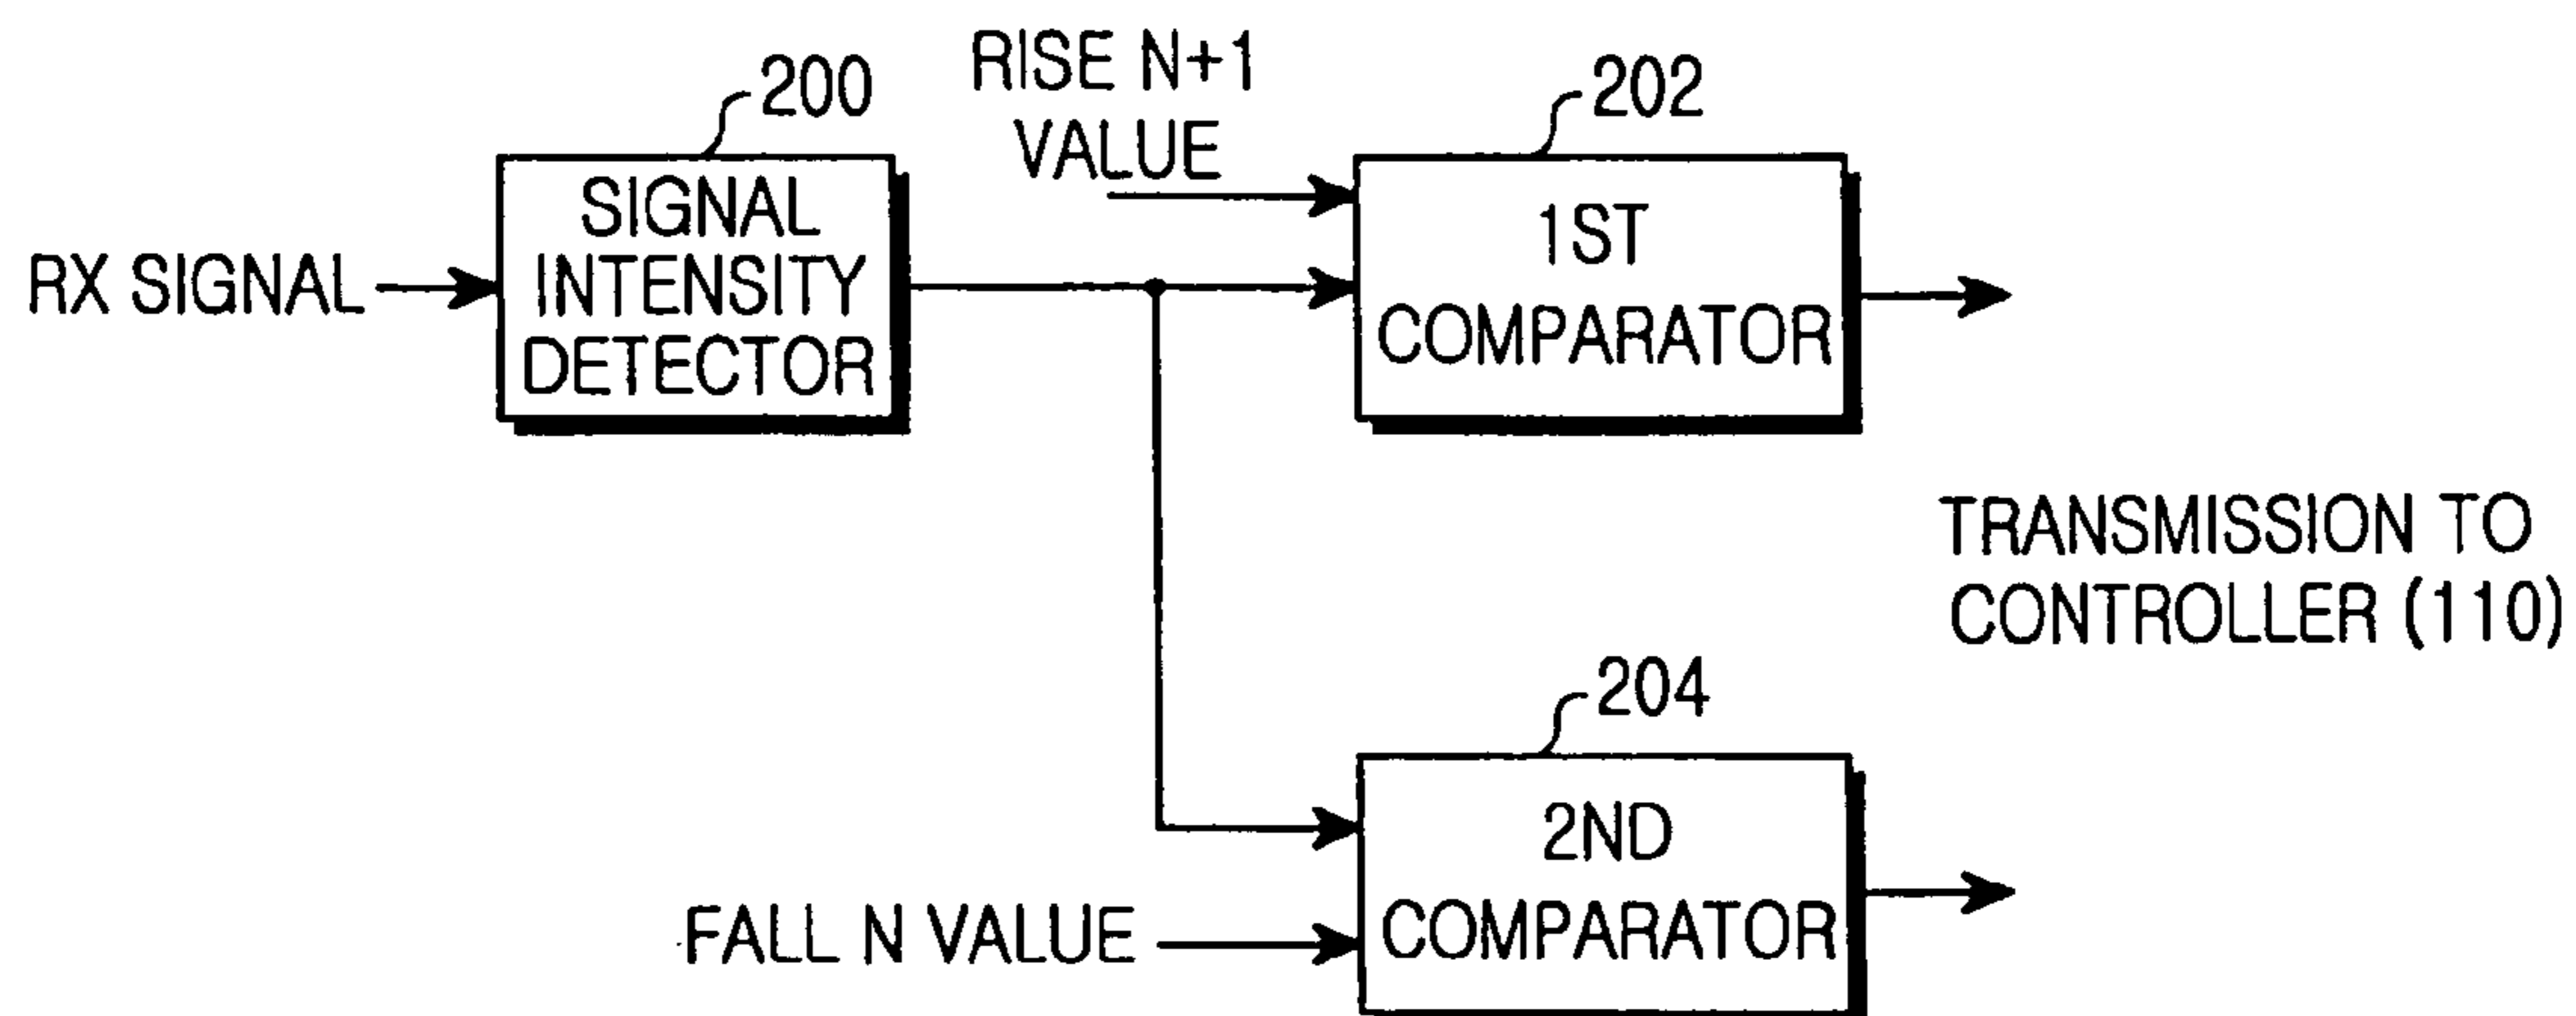 200
RISE N+1
VALUE
202
RX SIGNAL
SIGNAL
INTENSITY
DETECTOR
1ST
COMPARATOR
TRANSMISSION TO
CONTROLLER (110)
204
2ND
COMPARATOR
FALL N VALUE